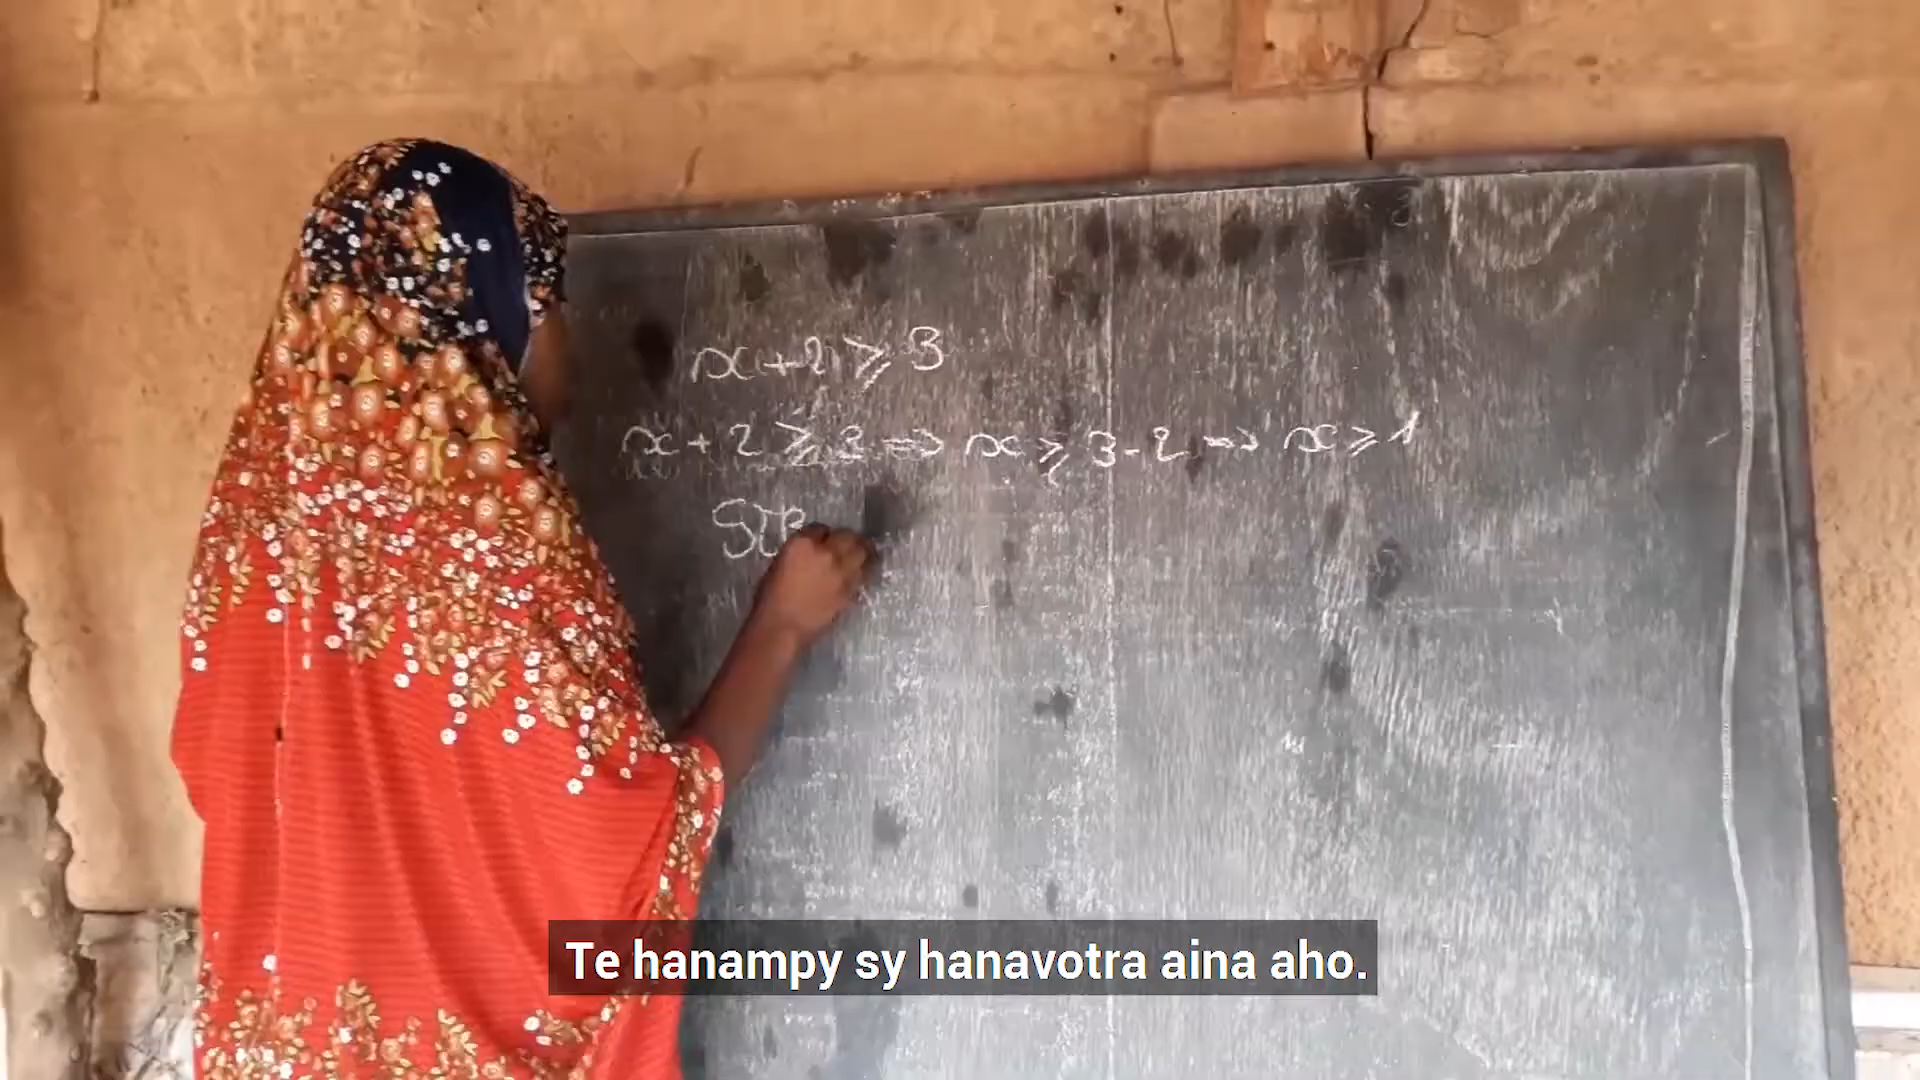 x + 2 ⩾ 3
x + 2 ⩾ 3 => x ⩾ 3 - 2 => x ⩾ 1
Te hanampy sy hanavotra aina aho.